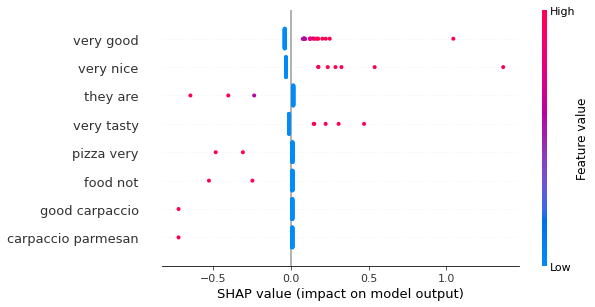 High
very good
very nice
they are
very tasty
pizza very
food not
good carpaccio
carpaccio parmesan
Feature value
Low
−0.5 0.0 0.5 1.0
SHAP value (impact on model output)